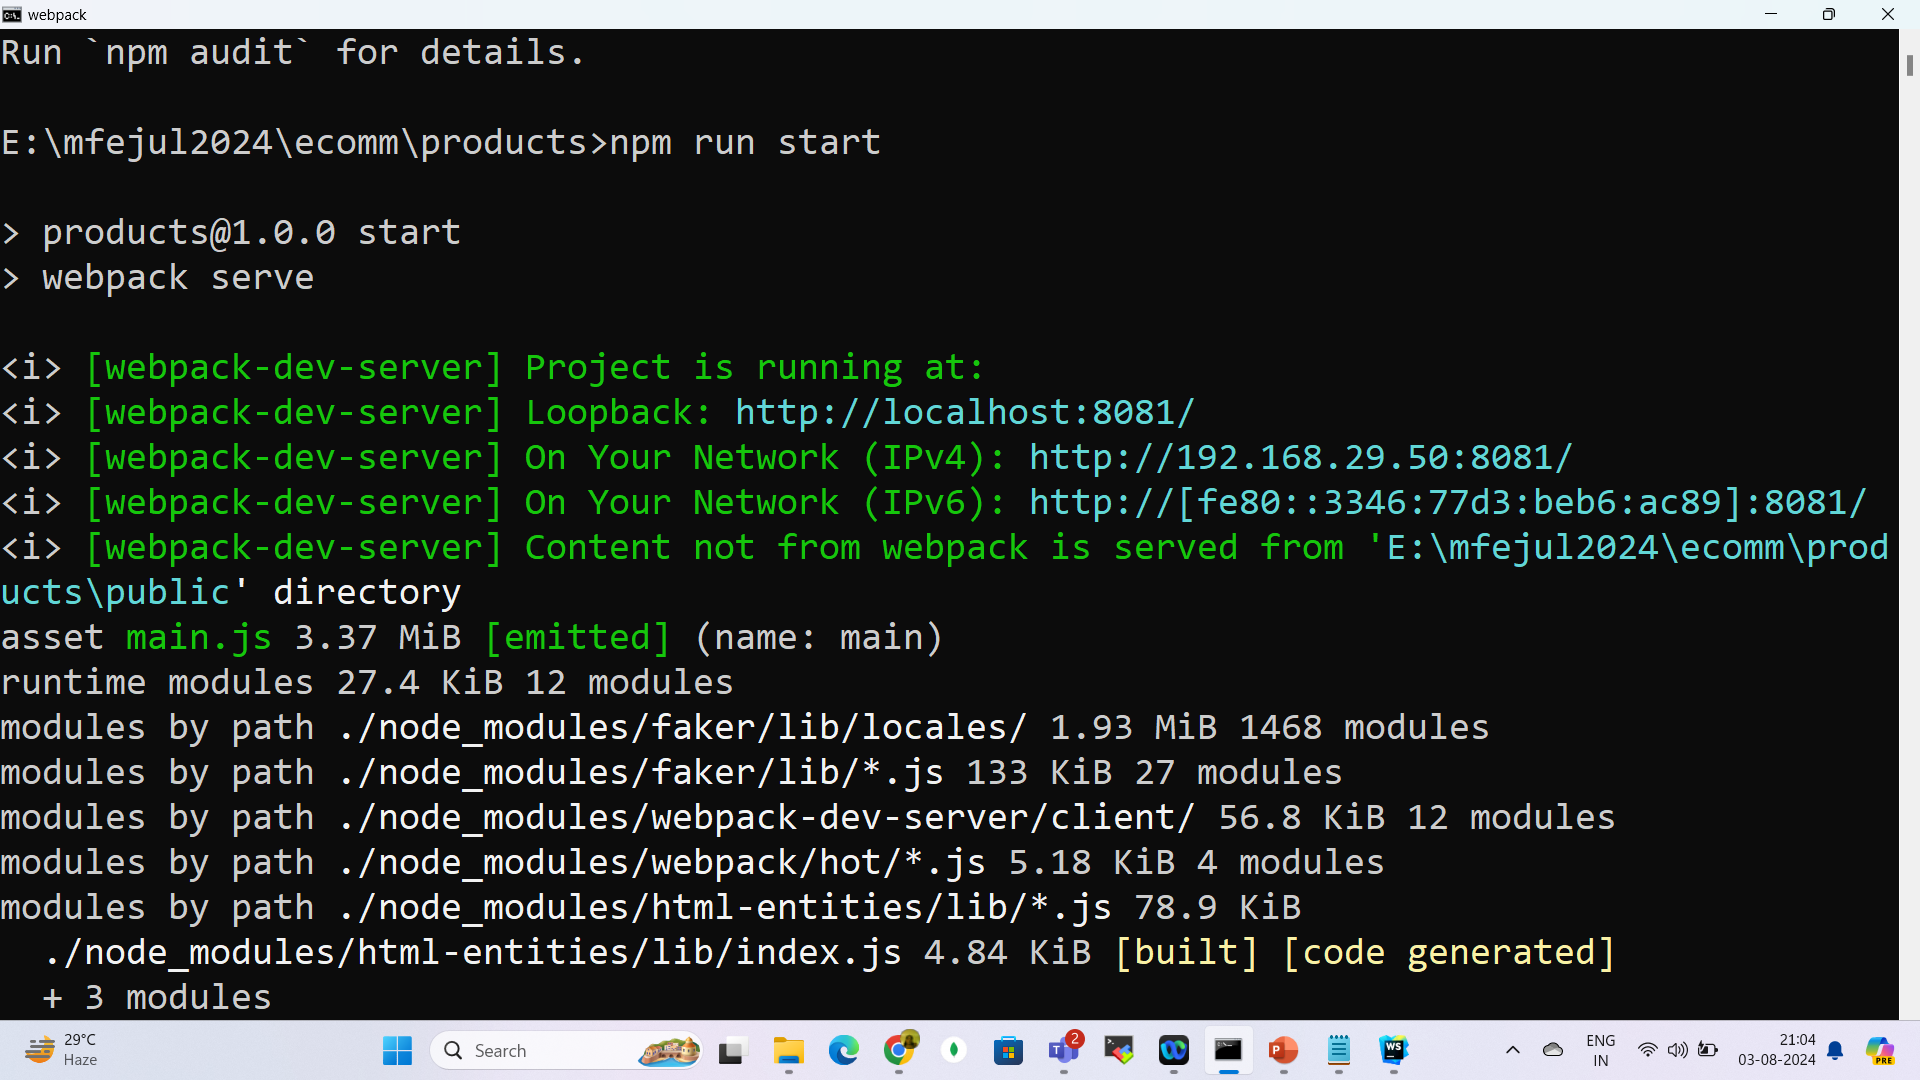 webpack
Run `npm audit` for details.
E:\mfejul2024\ecomm\products>npm run start
> products@1.0.0 start
> webpack serve
<i> [webpack-dev-server] Project is running at:
<i> [webpack-dev-server] Loopback: http://localhost:8081/
<i> [webpack-dev-server] On Your Network (IPv4): http://192.168.29.50:8081/
<i> [webpack-dev-server] On Your Network (IPv6): http://[fe80::3346:77d3:beb6:ac89]:8081/
<i> [webpack-dev-server] Content not from webpack is served from 'E:\mfejul2024\ecomm\prod
ucts\public' directory
asset main.js 3.37 MiB [emitted] (name: main)
runtime modules 27.4 KiB 12 modules
modules by path ./node_modules/faker/lib/locales/ 1.93 MiB 1468 modules
modules by path ./node_modules/faker/lib/*.js 133 KiB 27 modules
modules by path ./node_modules/webpack-dev-server/client/ 56.8 KiB 12 modules
modules by path ./node_modules/webpack/hot/*.js 5.18 KiB 4 modules
modules by path ./node_modules/html-entities/lib/*.js 78.9 KiB
  ./node_modules/html-entities/lib/index.js 4.84 KiB [built] [code generated]
  + 3 modules
29°C
Haze
Search
2
WS
ENG
IN
21:04
03-08-2024
PRE